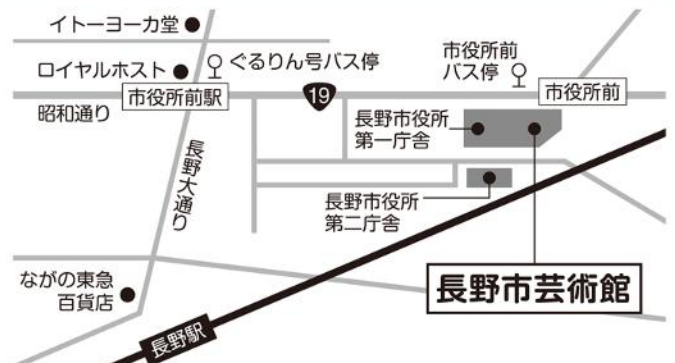 イトーヨーカ堂
ロイヤルホスト
ぐるりん号バス停
市役所前
バス停
市役所前駅
19
市役所前
昭和通り
長野市役所
第一庁舎
長野大通り
長野市役所
第二庁舎
ながの東急
百貨店
長野市芸術館
長野駅